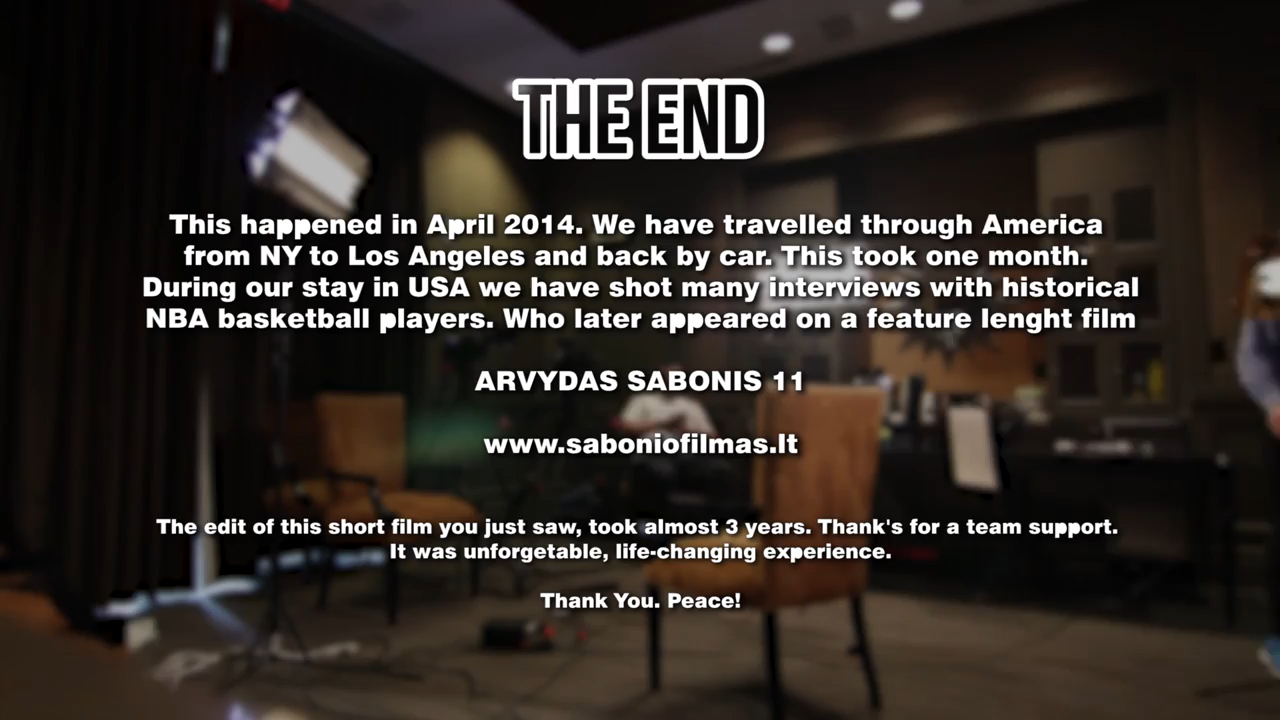 THE END
This happened in April 2014. We have travelled through America
from NY to Los Angeles and back by car. This took one month.
During our stay in USA we have shot many interviews with historical
NBA basketball players. Who later appeared on a feature lenght film
ARVYDAS SABONIS 11
www.saboniofilmas.lt
The edit of this short film you just saw, took almost 3 years. Thank's for a team support.
It was unforgetable, life-changing experience.
Thank You. Peace!